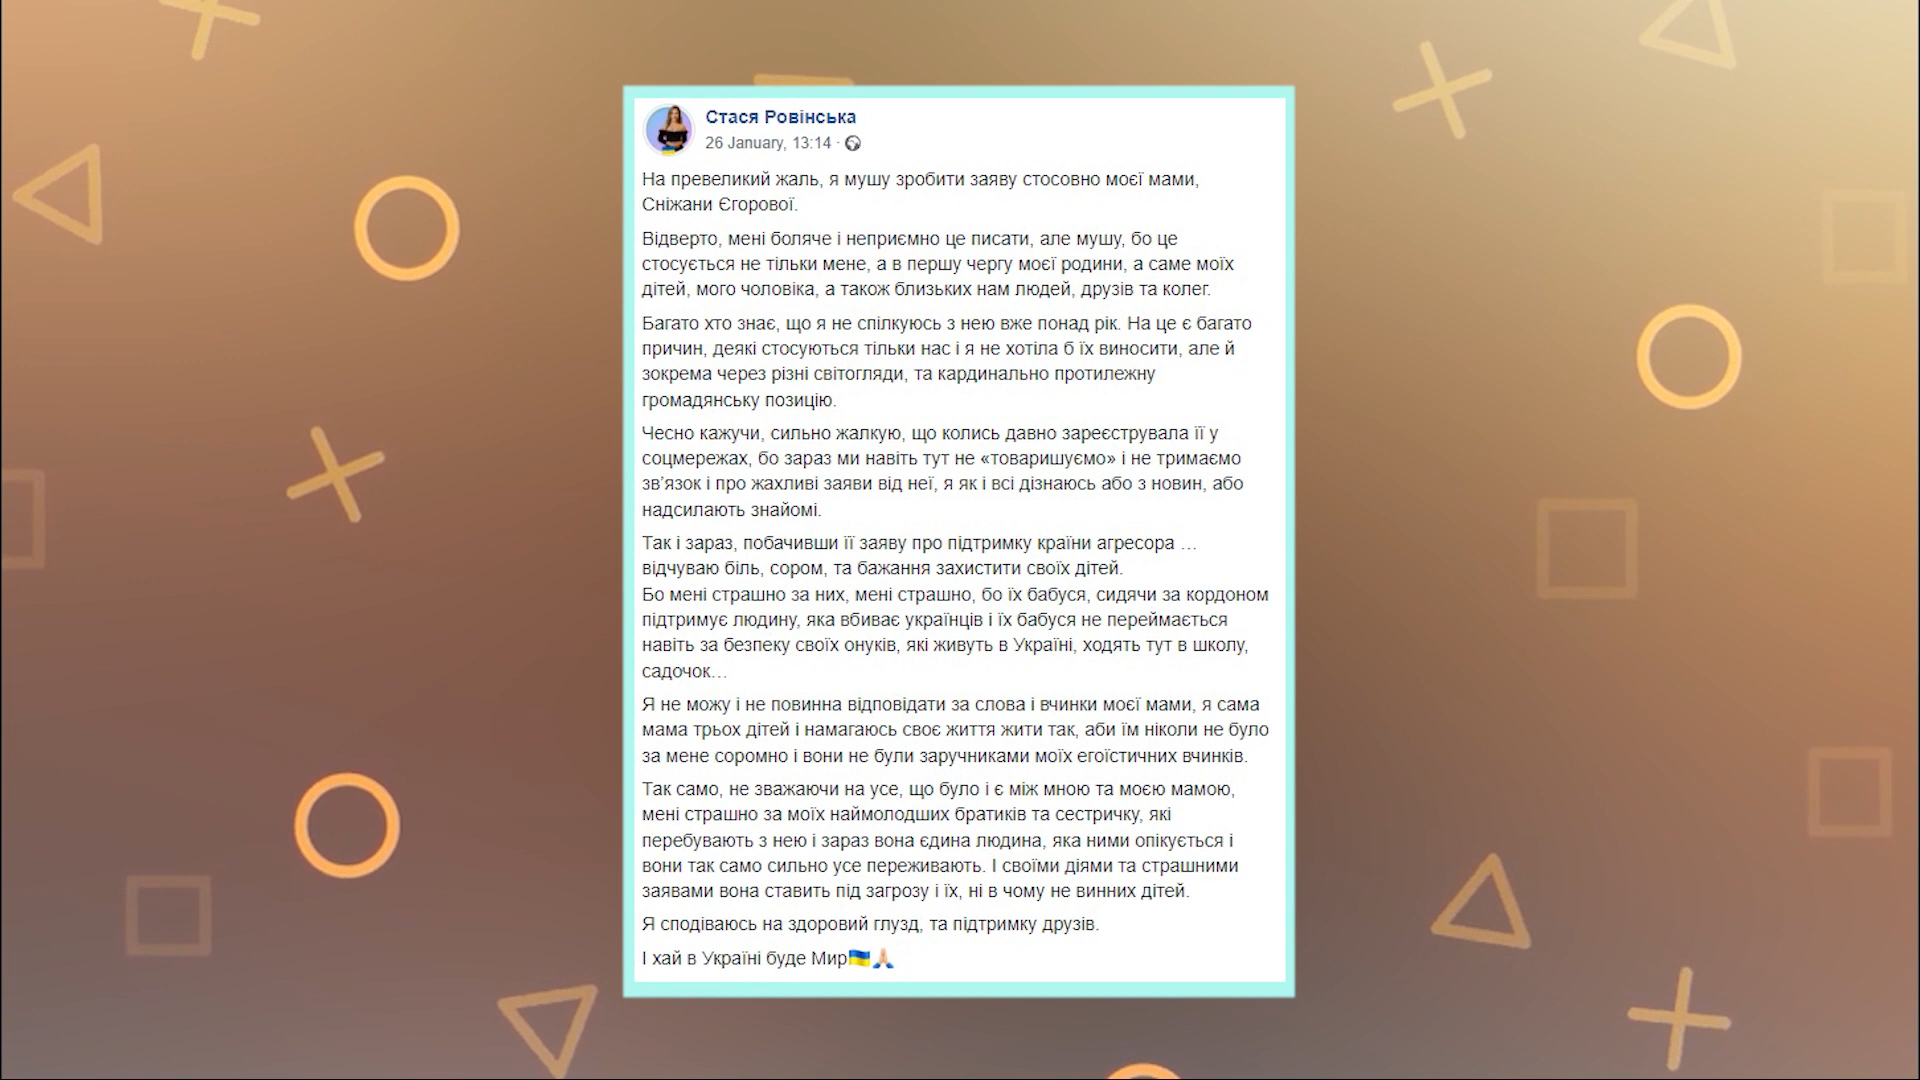 Стася Ровінська
26 January, 13:14 ·
На превеликий жаль, я мушу зробити заяву стосовно моєї мами,
Сніжани Єгорової.
Відверто, мені боляче і неприємно це писати, але мушу, бо це
стосується не тільки мене, а в першу чергу моєї родини, а саме моїх
дітей, мого чоловіка, а також близьких нам людей, друзів та колег.
Багато хто знає, що я не спілкуюсь з нею вже понад рік. На це є багато
причин, деякі стосуються тільки нас і я не хотіла б їх виносити, але й
зокрема через різні світогляди, та кардинально протилежну
громадянську позицію.
Чесно кажучи, сильно жалкую, що колись давно зареєструвала її у
соцмережах, бо зараз ми навіть тут не «товаришуємо» і не тримаємо
зв’язок і про жахливі заяви від неї, я як і всі дізнаюсь або з новин, або
надсилають знайомі.
Так і зараз, побачивши її заяву про підтримку країни агресора …
відчуваю біль, сором, та бажання захистити своїх дітей.
Бо мені страшно за них, мені страшно, бо їх бабуся, сидячи за кордоном
підтримує людину, яка вбиває українців і їх бабуся не переймається
навіть за безпеку своїх онуків, які живуть в Україні, ходять тут в школу,
садочок…
Я не можу і не повинна відповідати за слова і вчинки моєї мами, я сама
мама трьох дітей і намагаюсь своє життя жити так, аби їм ніколи не було
за мене соромно і вони не були заручниками моїх егоїстичних вчинків.
Так само, не зважаючи на усе, що було і є між мною та моєю мамою,
мені страшно за моїх наймолодших братиків та сестричку, які
перебувають з нею і зараз вона єдина людина, яка ними опікується і
вони так само сильно усе переживають. І своїми діями та страшними
заявами вона ставить під загрозу і їх, ні в чому не винних дітей.
Я сподіваюсь на здоровий глузд, та підтримку друзів.
І хай в Україні буде Мир🇺🇦🙏🏼